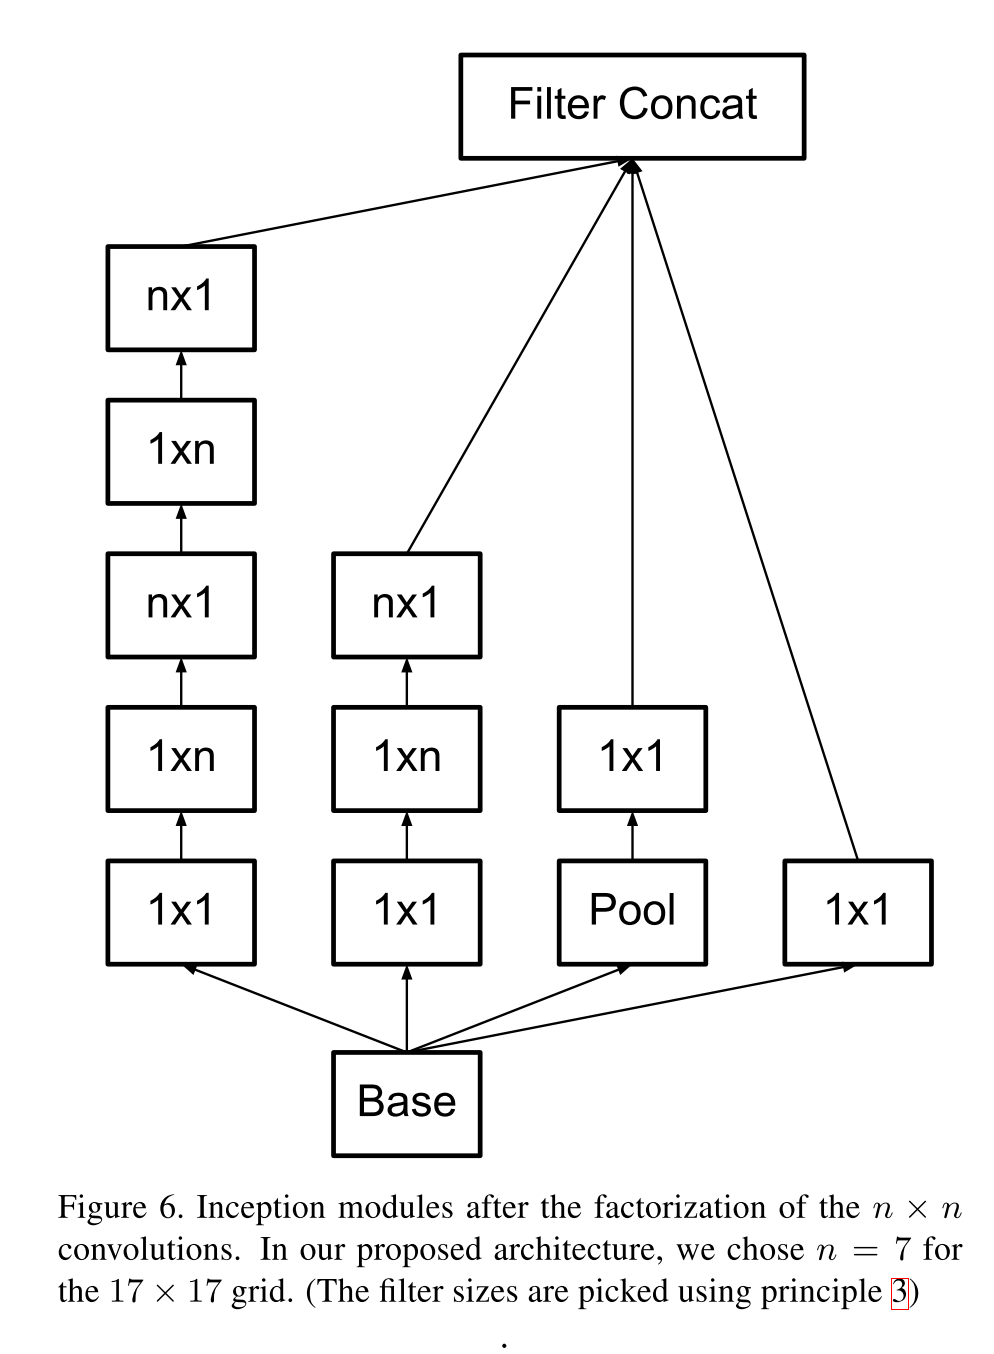 Filter Concat
nx1
1xn
nx1
nx1
1xn
1xn
1x1
1x1
1x1
Pool
1x1
Base
Figure 6. Inception modules after the factorization of the n × n
convolutions. In our proposed architecture, we chose n = 7 for
the 17 × 17 grid. (The filter sizes are picked using principle 3)
.